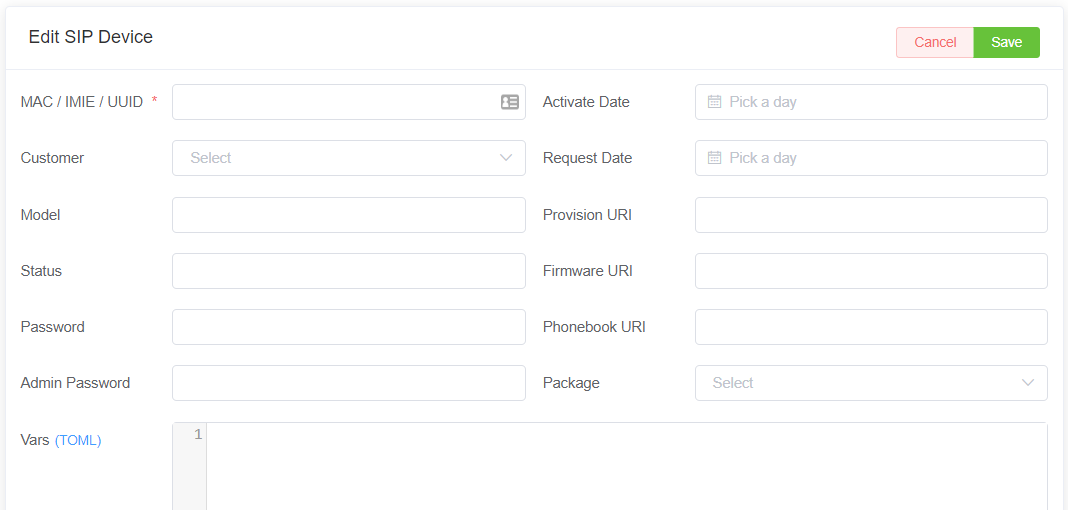 Edit SIP Device
Cancel Save
MAC / IMIE / UUID * Activate Date Pick a day
Customer Select Request Date Pick a day
Model Provision URI
Status Firmware URI
Password Phonebook URI
Admin Password Package Select
Vars (TOML) 1